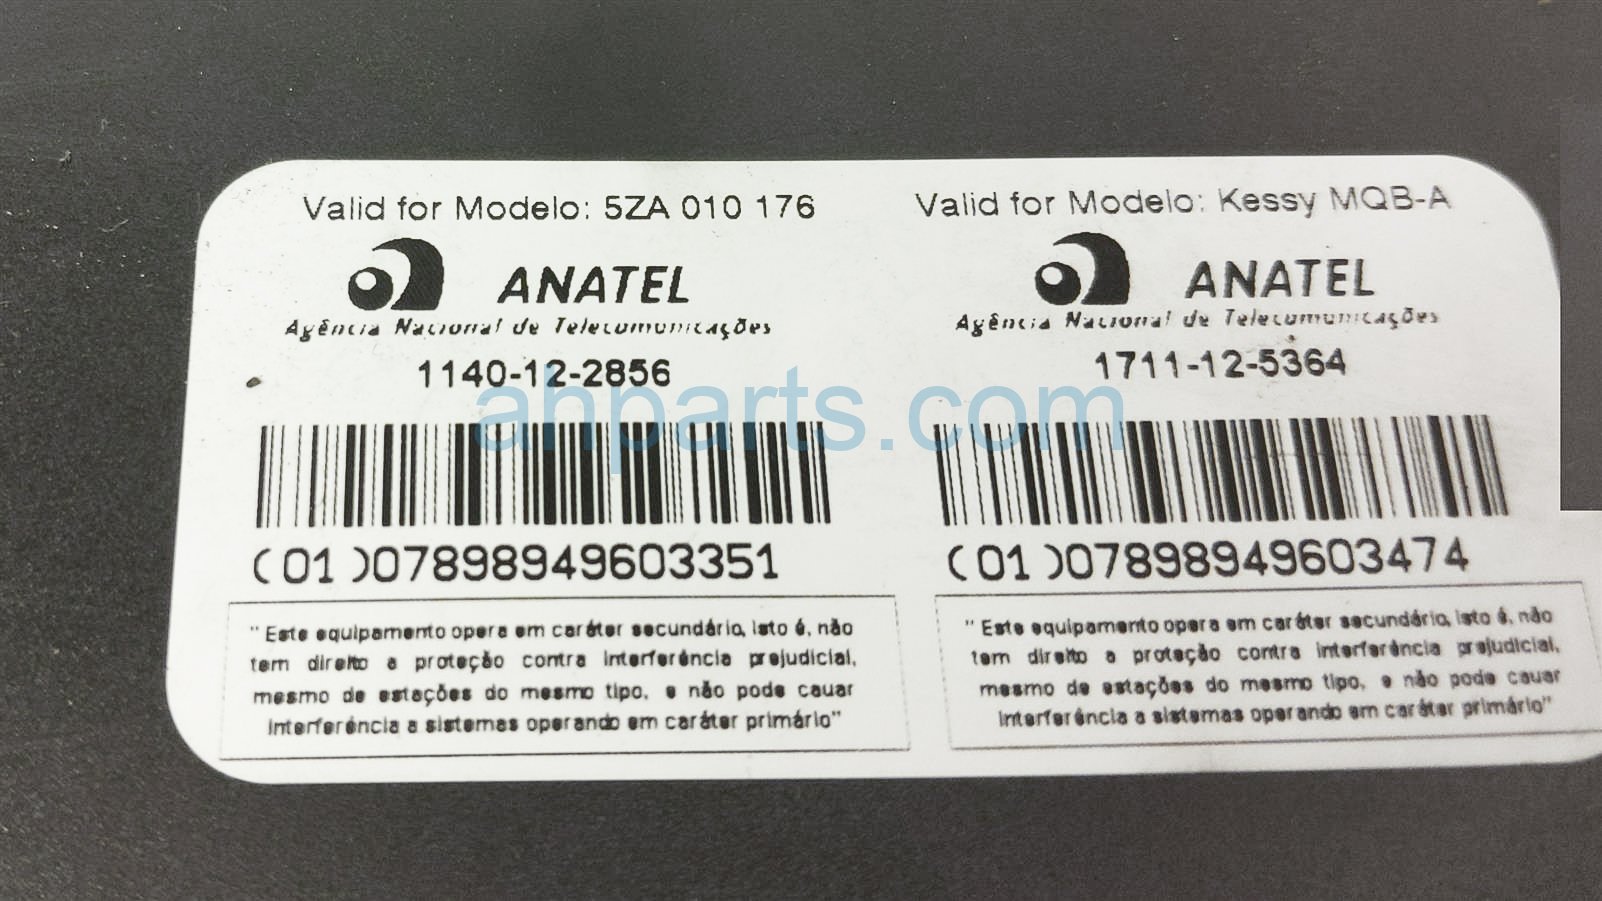 Valid for Modelo: 5ZA 010 176
ANATEL
Agência Nacional de Telecomunicações
1140-12-2856
(01)07898949603351
"Este equipamento opera em caráter secundário, isto é, não
tem direito a proteção contra interferência prejudicial,
mesmo de estações do mesmo tipo, e não pode cauar
interferência a sistemas operando em caráter primário"
Valid for Modelo: Kessy MQB-A
ANATEL
Agência Nacional de Telecomunicações
1711-12-5364
(01)07898949603474
"Este equipamento opera em caráter secundário, isto é, não
tem direito a proteção contra interferência prejudicial,
mesmo de estações do mesmo tipo, e não pode cauar
interferência a sistemas operando em caráter primário"
ahparts.com